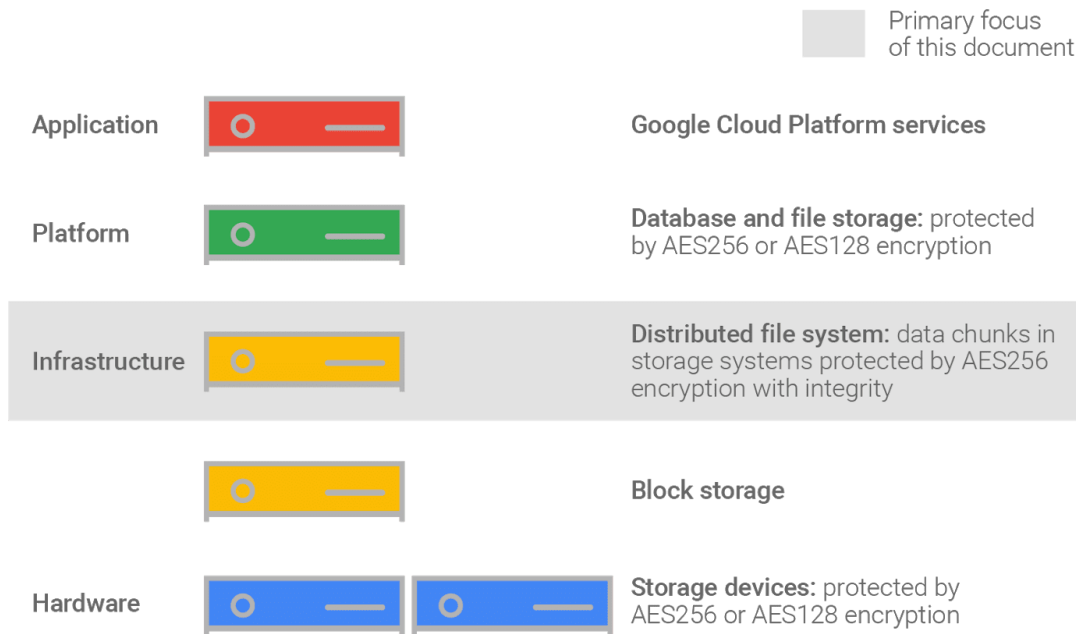 Primary focus
of this document
Application
Google Cloud Platform services
Platform
Database and file storage: protected
by AES256 or AES128 encryption
Infrastructure
Distributed file system: data chunks in
storage systems protected by AES256
encryption with integrity
Block storage
Hardware
Storage devices: protected by
AES256 or AES128 encryption